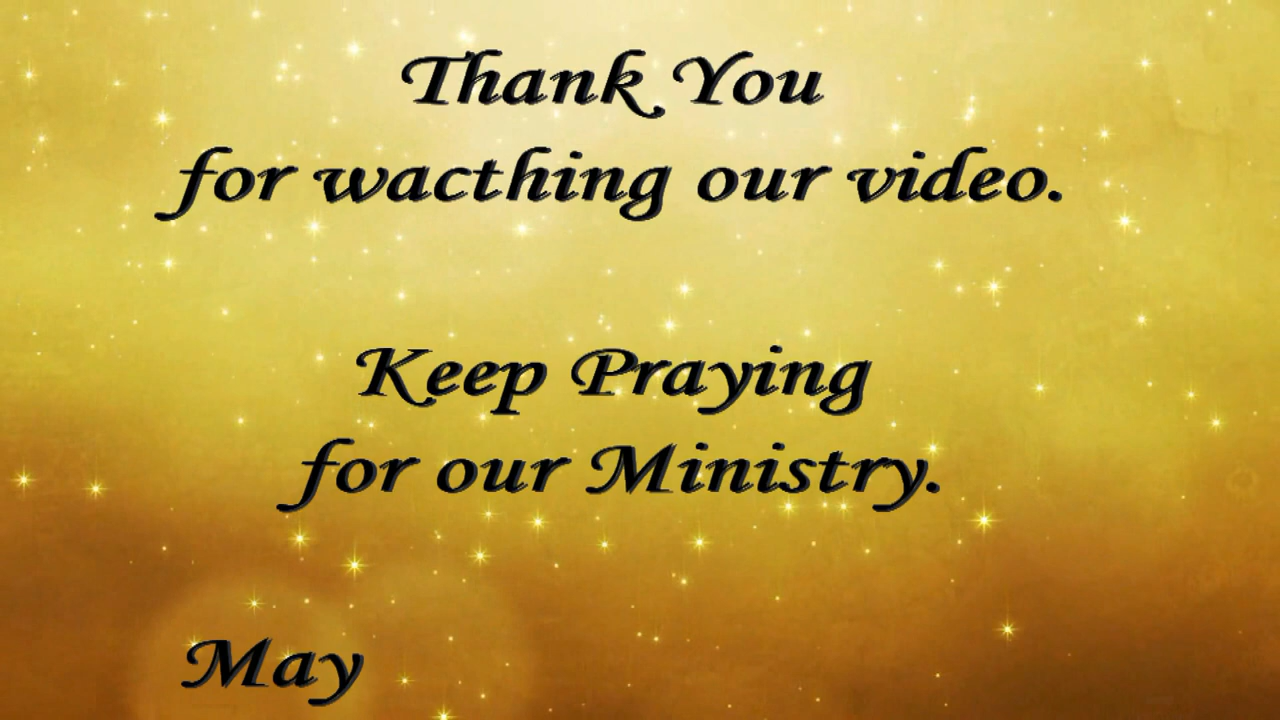 Thank You
for wacthing our video.
Keep Praying
for our Ministry.
May